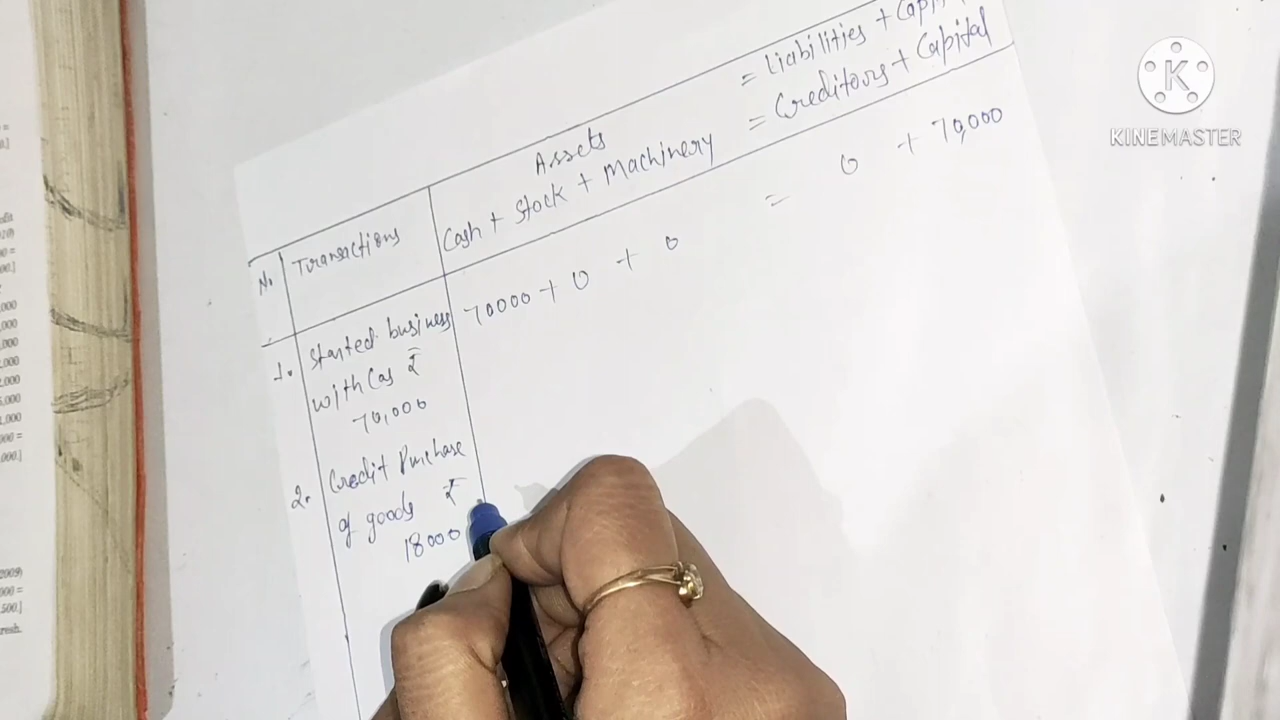 = Liabilities + Capi
Assets
Cash + Stock + Machinery = Creditors + Capital
No. Transactions
1. Started business 70000 + 0 + 0 = 0 + 70,000
with Cas ₹
70,000
2. Credit Purchase
of goods ₹
18000
K
KINEMASTER